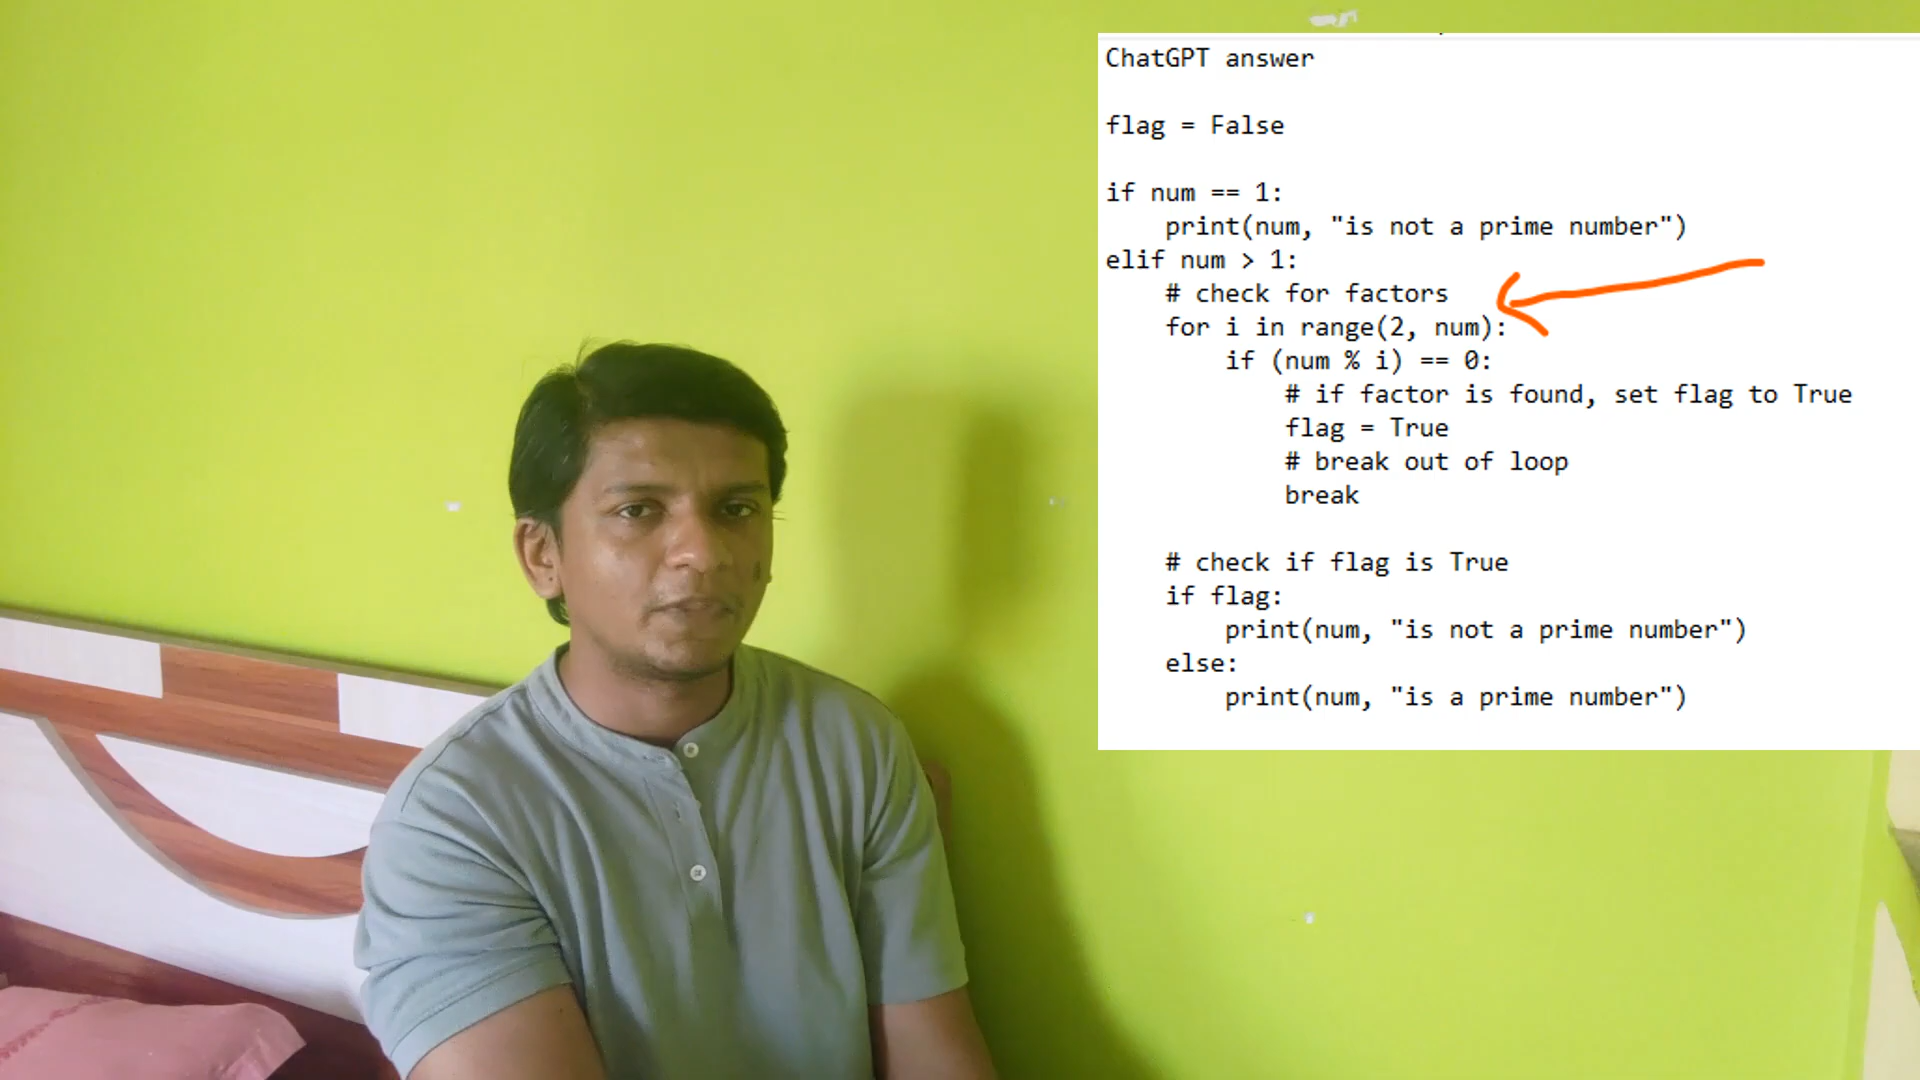 ChatGPT answer
flag = False
if num == 1:
    print(num, "is not a prime number")
elif num > 1:
    # check for factors
    for i in range(2, num):
        if (num % i) == 0:
            # if factor is found, set flag to True
            flag = True
            # break out of loop
            break
    # check if flag is True
    if flag:
        print(num, "is not a prime number")
    else:
        print(num, "is a prime number")